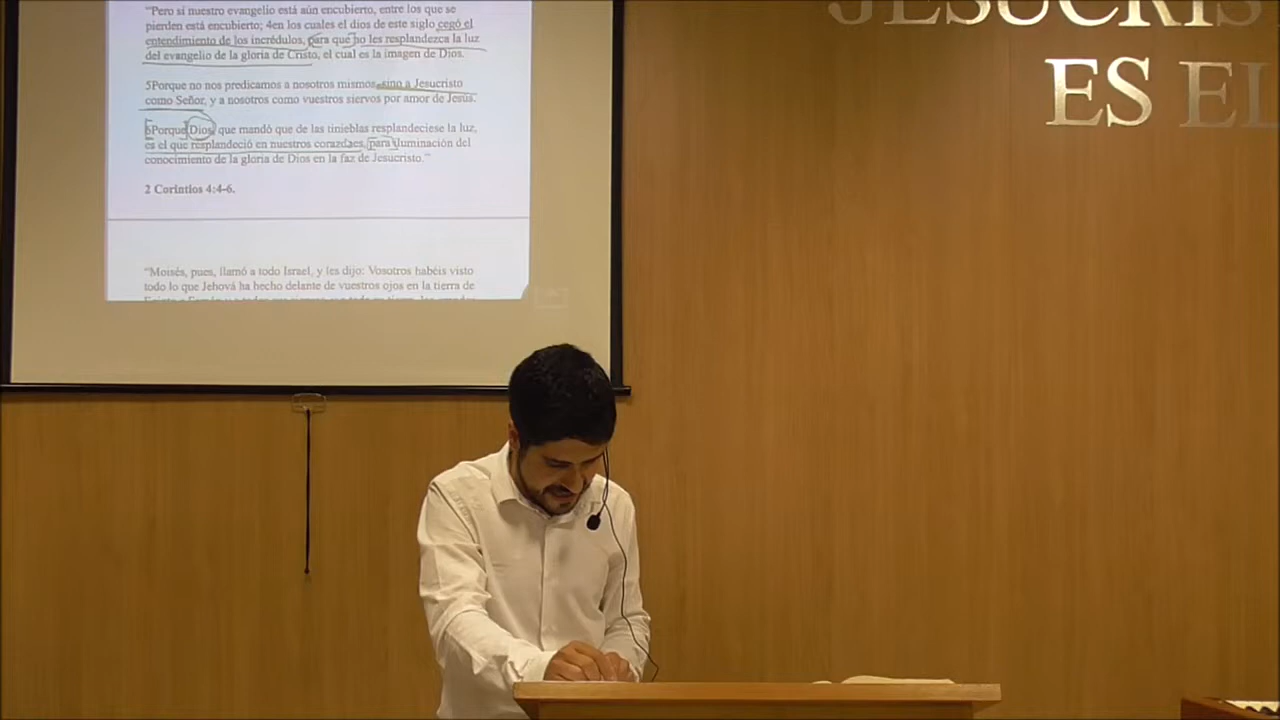 "Pero si nuestro evangelio está aún encubierto, entre los que se
pierden está encubierto; 4en los cuales el dios de este siglo cegó el
entendimiento de los incrédulos, para que no les resplandezca la luz
del evangelio de la gloria de Cristo, el cual es la imagen de Dios.
5Porque no nos predicamos a nosotros mismos, sino a Jesucristo
como Señor, y a nosotros como vuestros siervos por amor de Jesús.
6Porque Dios, que mandó que de las tinieblas resplandeciese la luz,
es el que resplandeció en nuestros corazones, para iluminación del
conocimiento de la gloria de Dios en la faz de Jesucristo."
2 Corintios 4:4-6.
"Moisés, pues, llamó a todo Israel, y les dijo: Vosotros habéis visto
todo lo que Jehová ha hecho delante de vuestros ojos en la tierra de
JESUCRIS
ES EL